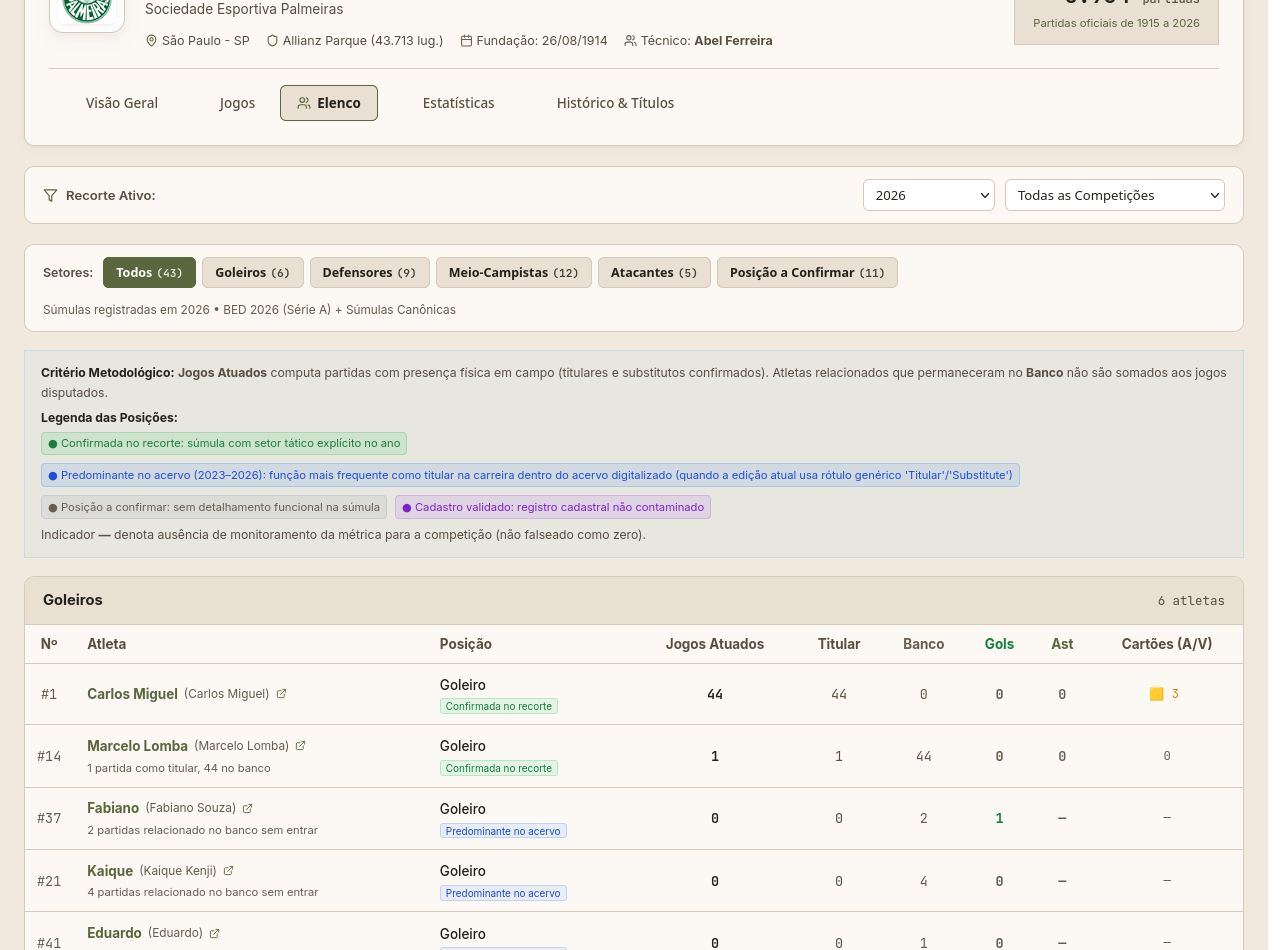 PALMEIRAS
Sociedade Esportiva Palmeiras
São Paulo - SP Allianz Parque (43.713 lug.) Fundação: 26/08/1914 Técnico: Abel Ferreira
partidas
Partidas oficiais de 1915 a 2026
Visão Geral Jogos Elenco Estatísticas Histórico & Títulos
Recorte Ativo: 2026 Todas as Competições
Setores: Todos (43) Goleiros (6) Defensores (9) Meio-Campistas (12) Atacantes (5) Posição a Confirmar (11)
Súmulas registradas em 2026 • BED 2026 (Série A) + Súmulas Canônicas
Critério Metodológico: Jogos Atuados computa partidas com presença física em campo (titulares e substitutos confirmados). Atletas relacionados que permaneceram no Banco não são somados aos jogos
disputados.
Legenda das Posições:
● Confirmada no recorte: súmula com setor tático explícito no ano
● Predominante no acervo (2023–2026): função mais frequente como titular na carreira dentro do acervo digitalizado (quando a edição atual usa rótulo genérico 'Titular'/'Substitute')
● Posição a confirmar: sem detalhamento funcional na súmula ● Cadastro validado: registro cadastral não contaminado
Indicador — denota ausência de monitoramento da métrica para a competição (não falseado como zero).
Goleiros 6 atletas
Nº Atleta Posição Jogos Atuados Titular Banco Gols Ast Cartões (A/V)
#1 Carlos Miguel (Carlos Miguel) Goleiro 44 44 0 0 0 🟨 3
Confirmada no recorte
#14 Marcelo Lomba (Marcelo Lomba) Goleiro 1 1 44 0 0 0
1 partida como titular, 44 no banco Confirmada no recorte
#37 Fabiano (Fabiano Souza) Goleiro 0 0 2 1 — —
2 partidas relacionado no banco sem entrar Predominante no acervo
#21 Kaique (Kaique Kenji) Goleiro 0 0 4 0 — —
4 partidas relacionado no banco sem entrar Predominante no acervo
#41 Eduardo (Eduardo) Goleiro 0 0 1 0 — —